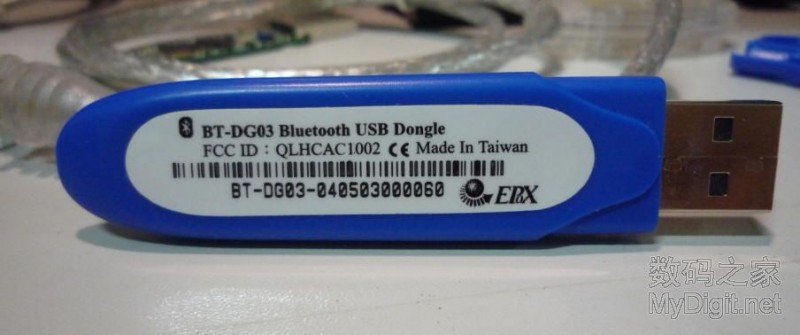 BT-DG03 Bluetooth USB Dongle
FCC ID : QLHCAC1002 CE Made In Taiwan
BT-DG03-040503000060 EPoX
数码之家
MyDigit.net